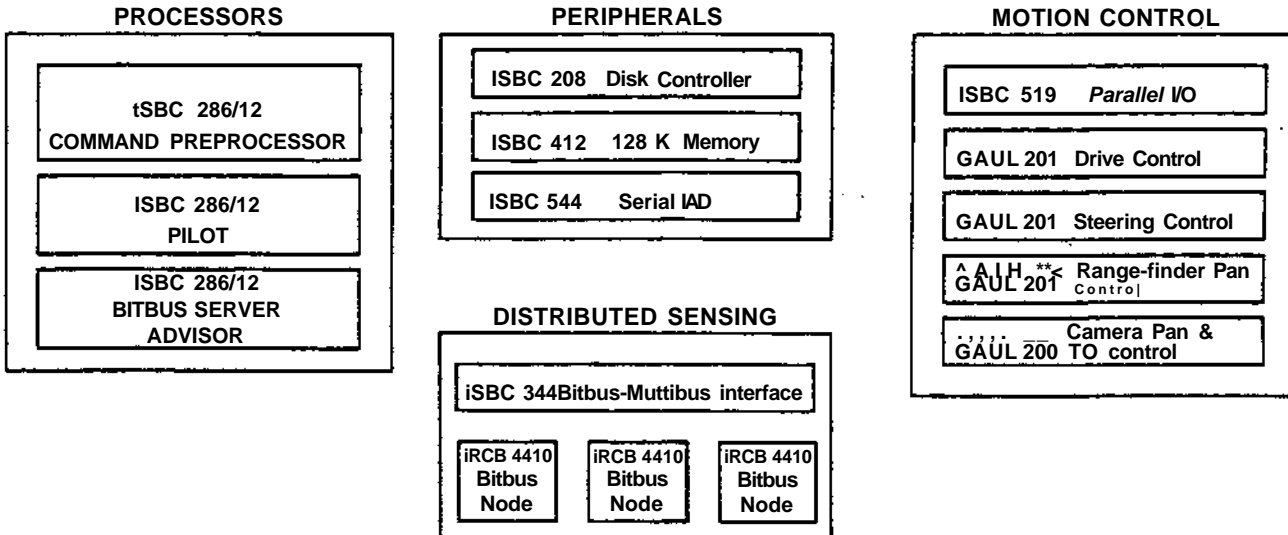 PROCESSORS
tSBC 286/12
COMMAND PREPROCESSOR
ISBC 286/12
PILOT
ISBC 286/12
BITBUS SERVER
ADVISOR
PERIPHERALS
ISBC 208 Disk Controller
ISBC 412 128 K Memory
ISBC 544 Serial IAD
DISTRIBUTED SENSING
iSBC 344Bitbus-Muttibus interface
iRCB 4410
Bitbus
Node
iRCB 4410
Bitbus
Node
iRCB 4410
Bitbus
Node
MOTION CONTROL
ISBC 519 Parallel I/O
GAUL 201 Drive Control
GAUL 201 Steering Control
^ A I H **< Range-finder Pan
GAUL 201 Control
Camera Pan &
GAUL 200 TO control